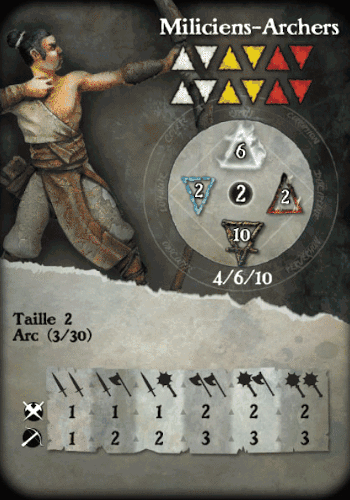 Miliciens-Archers
6
2 2 2
10
4/6/10
Taille 2
Arc (3/30)
1 1 1 2 2 2
1 2 2 3 3 3